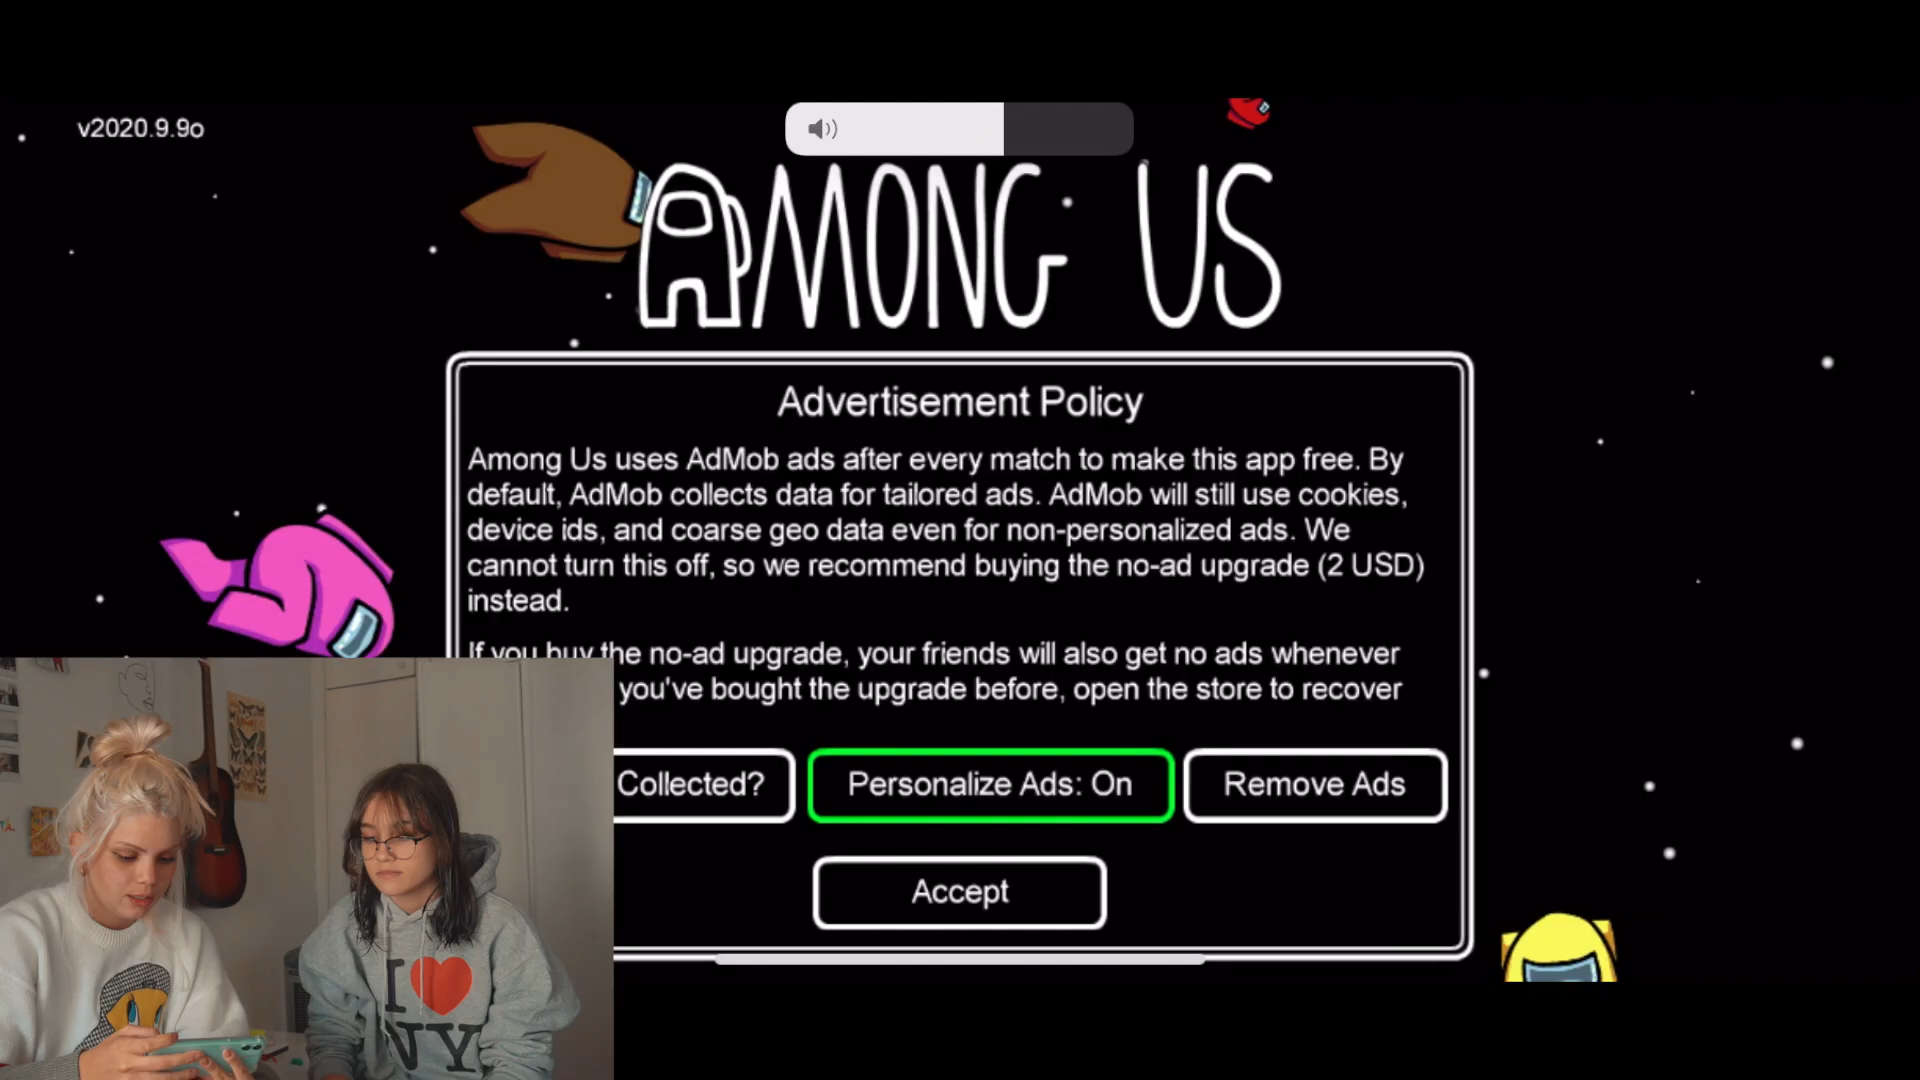 v2020.9.9o
AMONG US
Advertisement Policy
Among Us uses AdMob ads after every match to make this app free. By
default, AdMob collects data for tailored ads. AdMob will still use cookies,
device ids, and coarse geo data even for non-personalized ads. We
cannot turn this off, so we recommend buying the no-ad upgrade (2 USD)
instead.
If you buy the no-ad upgrade, your friends will also get no ads whenever
you've bought the upgrade before, open the store to recover
Collected?
Personalize Ads: On
Remove Ads
Accept
I
NY